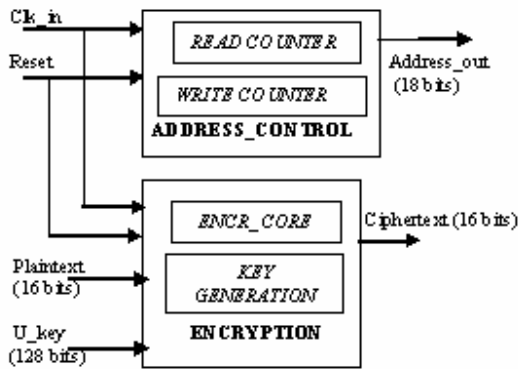 Clk_in
Reset
READ COUNTER
WRITE COUNTER
ADDRESS_CONTROL
Address_out
(18 bits)
ENCR_CORE
KEY
GENERATION
ENCRYPTION
Plaintext
(16 bits)
U_key
(128 bits)
Ciphertext (16 bits)